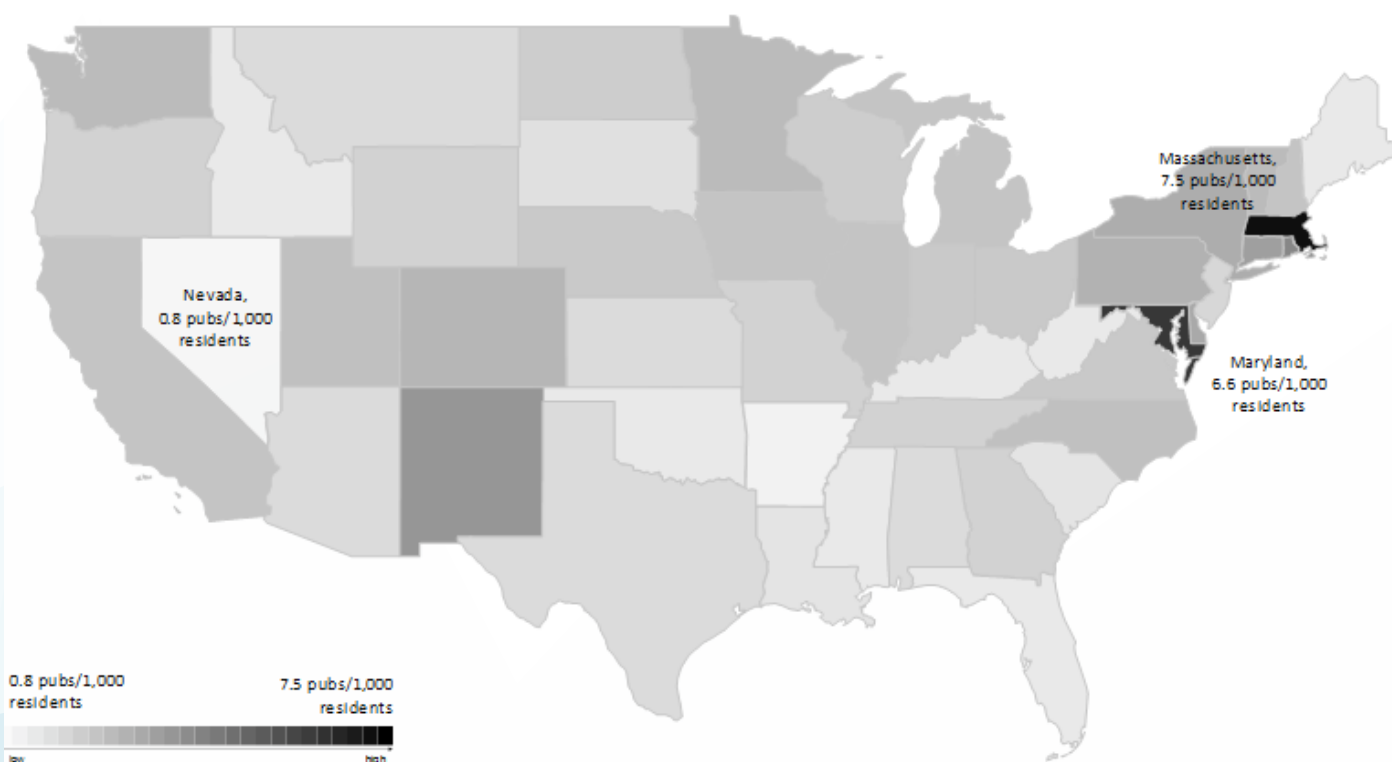 Massachusetts,
7.5 pubs/1,000
residents
Nevada,
0.8 pubs/1,000
residents
Maryland,
6.6 pubs/1,000
residents
0.8 pubs/1,000
residents
7.5 pubs/1,000
residents
low
high